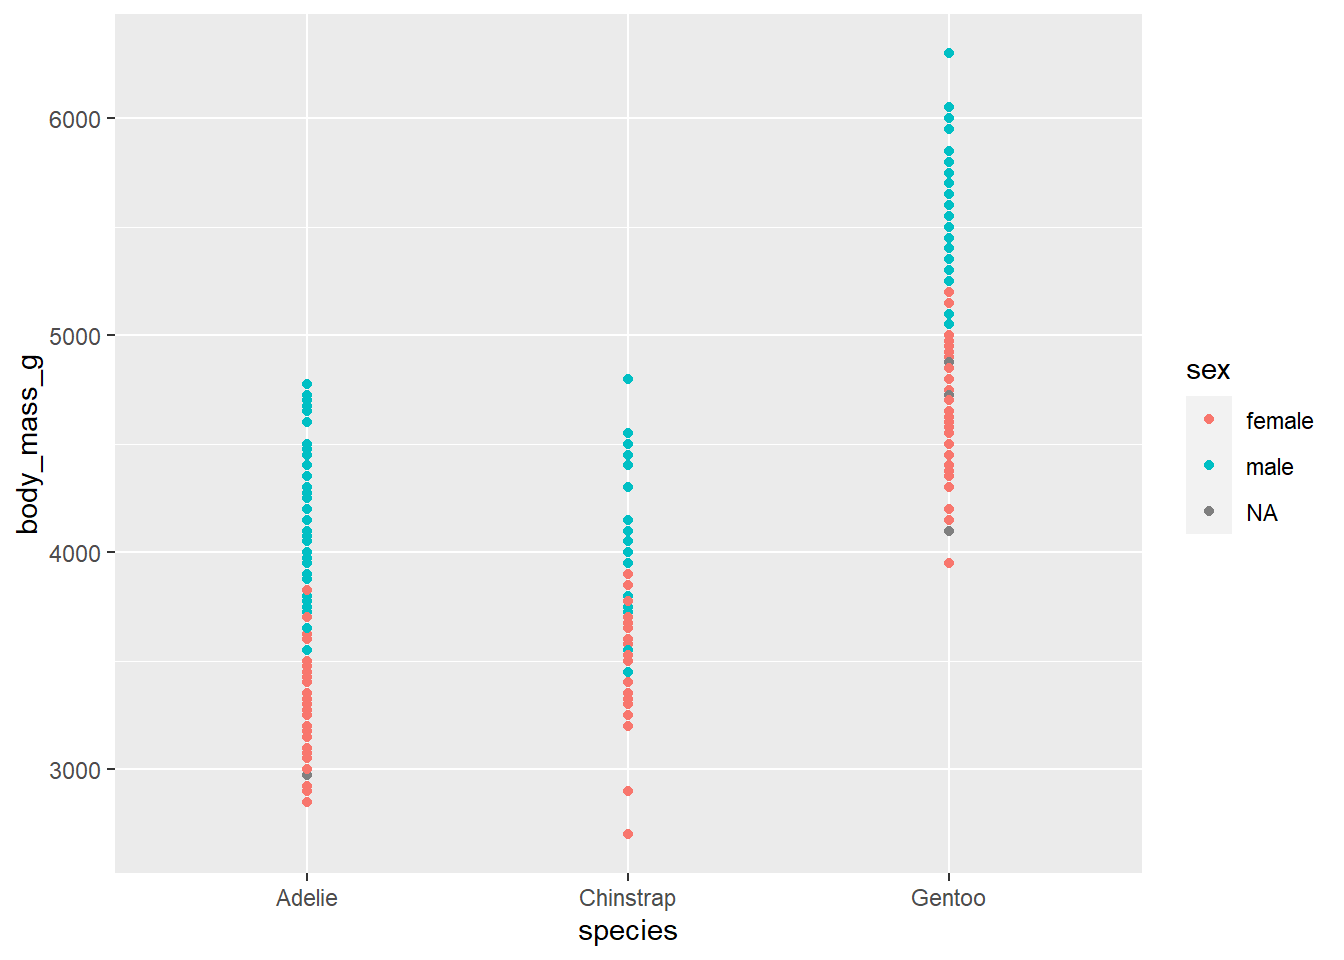 6000
5000
4000
3000
body_mass_g
Adelie
Chinstrap
Gentoo
species
sex
female
male
NA